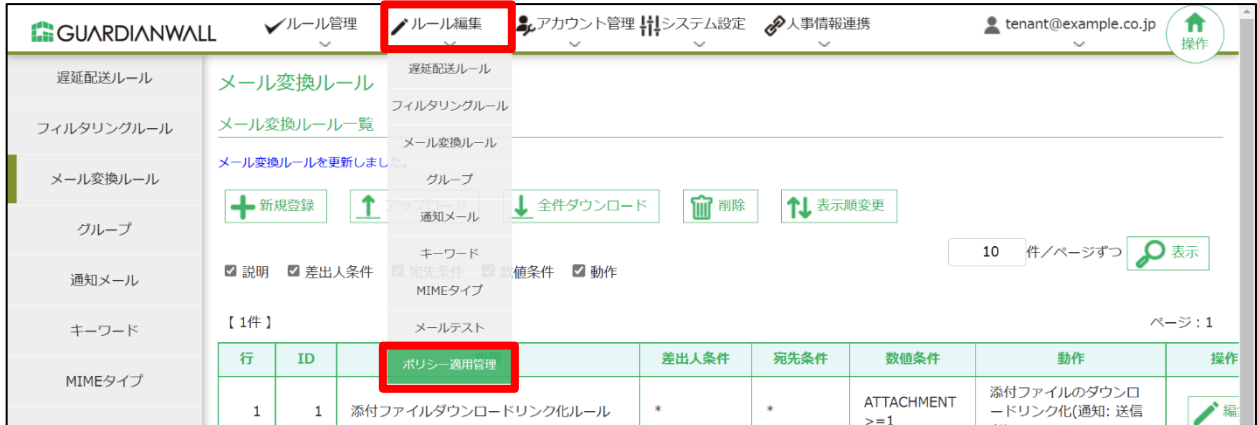 GUARDIANWALL
ルール管理 ルール編集 アカウント管理 システム設定 人事情報連携 tenant@example.co.jp 操作
遅延配送ルール
フィルタリングルール
メール変換ルール
グループ
通知メール
キーワード
MIMEタイプ
遅延配送ルール
フィルタリングルール
メール変換ルール
グループ
通知メール
キーワード
MIMEタイプ
メールテスト
ポリシー適用管理
メール変換ルール
メール変換ルール一覧
メール変換ルールを更新しました。
新規登録 アップロード 全件ダウンロード 削除 表示順変更
10 件/ページずつ 表示
説明 差出人条件 宛先条件 数値条件 動作
【 1件 】 ページ : 1
行 ID 差出人条件 宛先条件 数値条件 動作 操作
1 1 添付ファイルダウンロードリンク化ルール * * ATTACHMENT >=1 添付ファイルのダウンロ
ードリンク化(通知: 送信